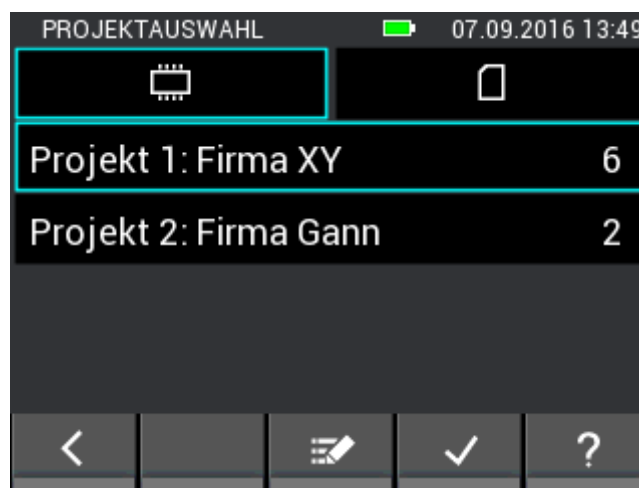 PROJEKTAUSWAHL 07.09.2016 13:49
Projekt 1: Firma XY 6
Projekt 2: Firma Gann 2
?